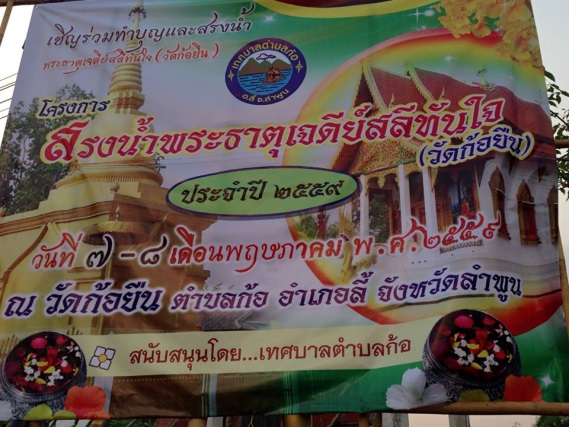 เชิญร่วมทำบุญและสรงน้ำ
พระธาตุเจดีย์สลีทันใจ (วัดก้อยืน)
เทศบาลตำบลก้อ
อ.ลี้ จ.ลำพูน
โครงการ
สรงน้ำพระธาตุเจดีย์สลีทันใจ
(วัดก้อยืน)
ประจำปี ๒๕๕๙
วันที่ ๗ - ๘ เดือนพฤษภาคม พ.ศ.๒๕๕๙
ณ วัดก้อยืน ตำบลก้อ อำเภอลี้ จังหวัดลำพูน
สนับสนุนโดย...เทศบาลตำบลก้อ